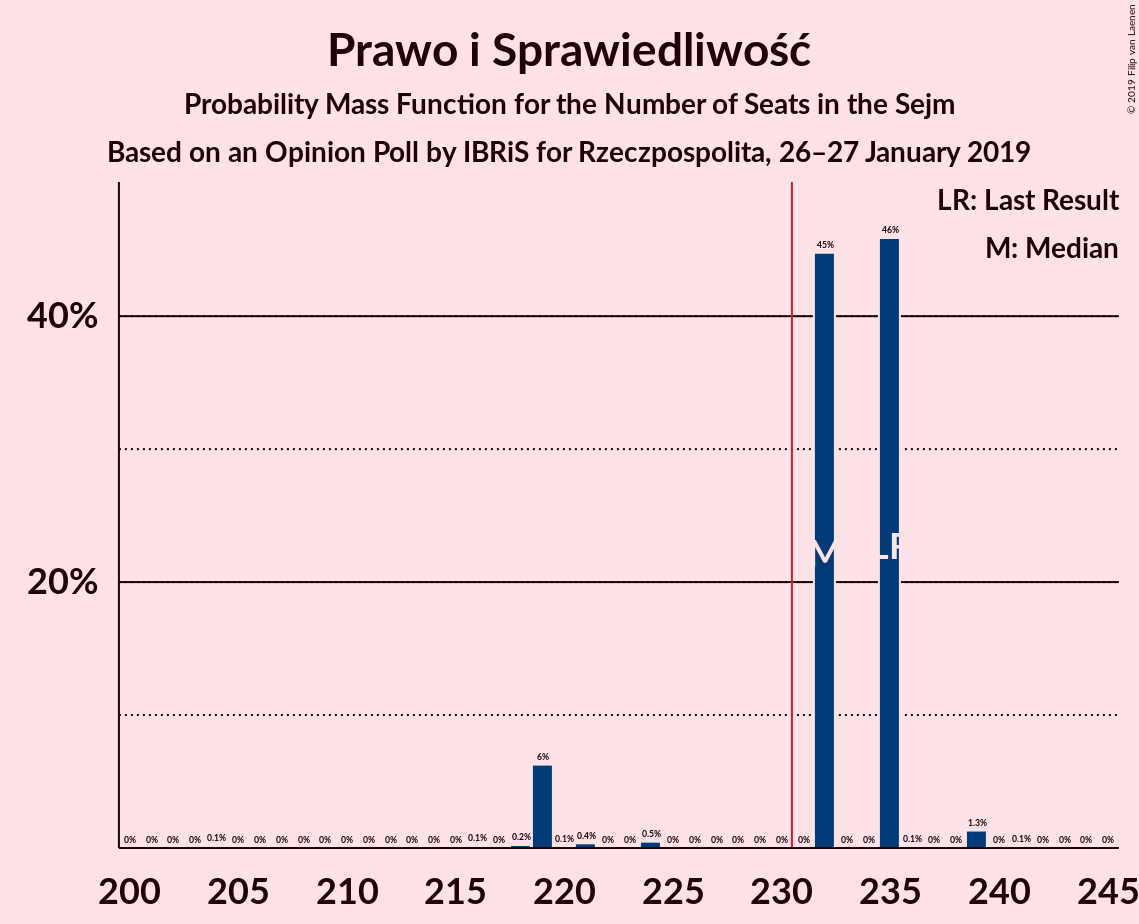 Prawo i Sprawiedliwość
Probability Mass Function for the Number of Seats in the Sejm
Based on an Opinion Poll by IBRiS for Rzeczpospolita, 26–27 January 2019
© 2019 Filip van Laenen
LR: Last Result
M: Median
40%
20%
0% 0% 0% 0% 0.1% 0% 0% 0% 0% 0% 0% 0% 0% 0% 0% 0% 0.1% 0% 0.2% 6% 0.1% 0.4% 0% 0% 0.5% 0% 0% 0% 0% 0% 0% 0% 45% 0% 0% 46% 0.1% 0% 0% 1.3% 0% 0.1% 0% 0% 0% 0%
M LR
200 205 210 215 220 225 230 235 240 245